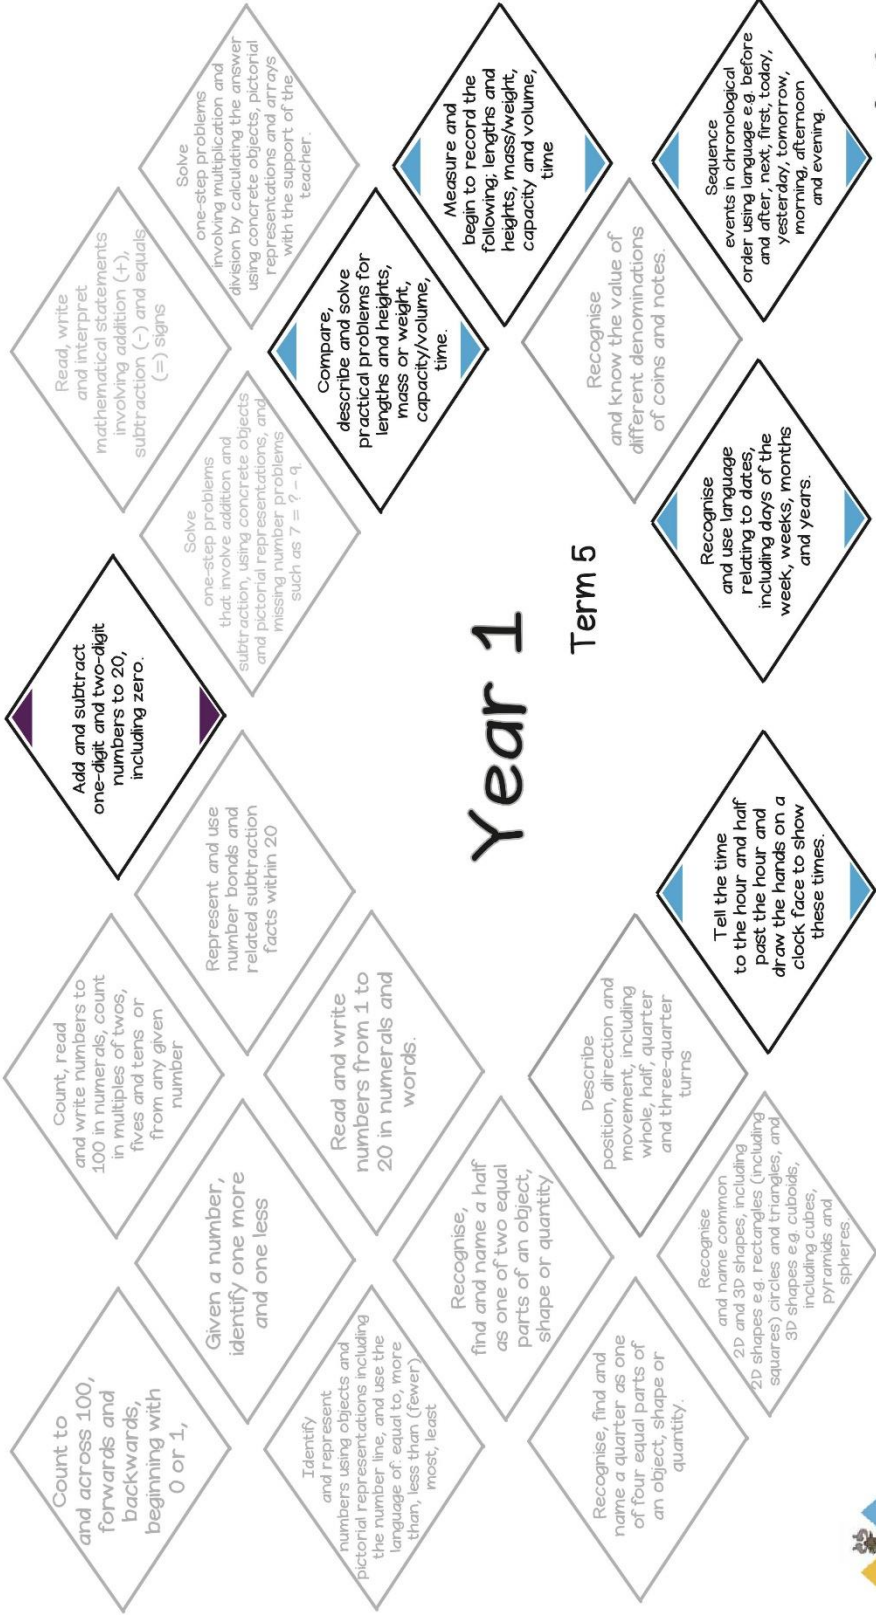 Count to
and across 100,
forwards and
backwards,
beginning with
0 or 1,
Count, read
and write numbers to
100 in numerals, count
in multiples of twos,
fives and tens or
from any given
number
Add and subtract
one-digit and two-digit
numbers to 20,
including zero.
Read, write
and interpret
mathematical statements
involving addition (+),
subtraction (-) and equals
(=) signs
Given a number,
identify one more
and one less
Represent and use
number bonds and
related subtraction
facts within 20
Solve
one-step problems
that involve addition and
subtraction, using concrete objects
and pictorial representations, and
missing number problems
such as 7 = ? - 9.
Solve
one-step problems
involving multiplication and
division by calculating the answer
using concrete objects, pictorial
representations and arrays
with the support of the
teacher.
Identify
and represent
numbers using objects and
pictorial representations including
the number line, and use the
language of: equal to, more
than, less than (fewer),
most, least
Read and write
numbers from 1 to
20 in numerals and
words.
Compare,
describe and solve
practical problems for
lengths and heights,
mass or weight,
capacity/volume,
time.
Recognise,
find and name a half
as one of two equal
parts of an object,
shape or quantity
Year 1
Term 5
Measure and
begin to record the
following; lengths and
heights, mass/weight,
capacity and volume,
time
Recognise, find and
name a quarter as one
of four equal parts of
an object, shape or
quantity.
Describe
position, direction and
movement, including
whole, half, quarter
and three-quarter
turns
Recognise
and know the value of
different denominations
of coins and notes.
Recognise
and name common
2D and 3D shapes, including
2D shapes e.g. rectangles (including
squares) circles and triangles, and
3D shapes e.g. cuboids,
including cubes,
pyramids and
spheres.
Tell the time
to the hour and half
past the hour and
draw the hands on a
clock face to show
these times.
Recognise
and use language
relating to dates,
including days of the
week, weeks, months
and years.
Sequence
events in chronological
order using language e.g. before
and after, next, first, today,
yesterday, tomorrow,
morning, afternoon
and evening.